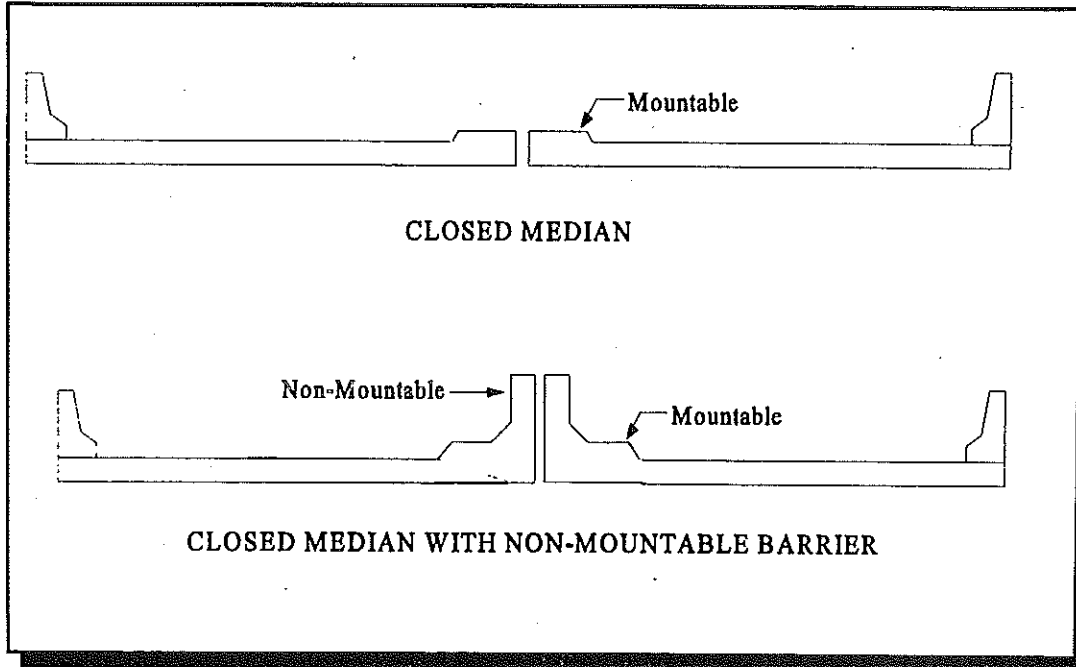 Mountable
CLOSED MEDIAN
Non-Mountable
Mountable
CLOSED MEDIAN WITH NON-MOUNTABLE BARRIER